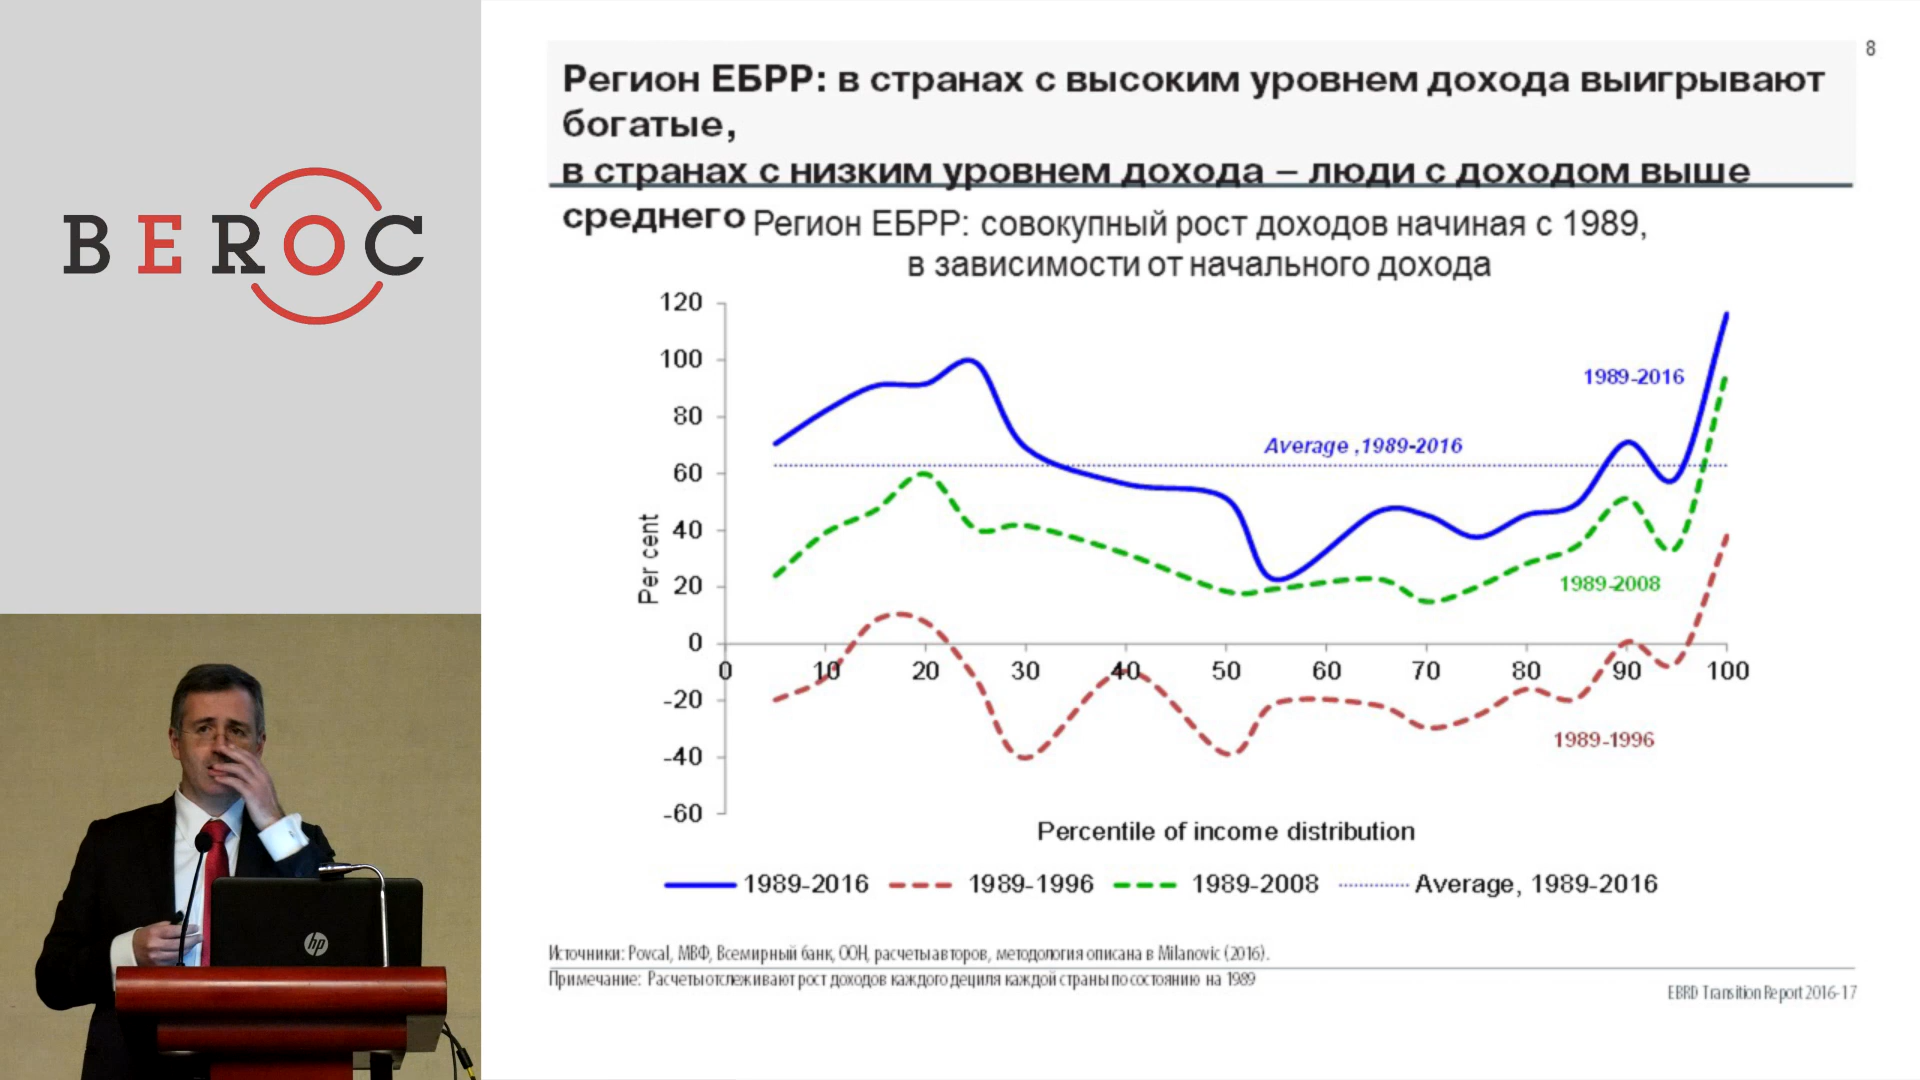 BEROC
8
Регион ЕБРР: в странах с высоким уровнем дохода выигрывают
богатые,
в странах с низким уровнем дохода – люди с доходом выше
среднего
Регион ЕБРР: совокупный рост доходов начиная с 1989,
в зависимости от начального дохода
120
100
80
60
40
20
0
-20
-40
-60
Per cent
1989-2016
Average ,1989-2016
1989-2008
1989-1996
0 10 20 30 40 50 60 70 80 90 100
Percentile of income distribution
1989-2016 1989-1996 1989-2008 Average, 1989-2016
Источники: Povcal, МВФ, Всемирный банк, ООН, расчеты авторов, методология описана в Milanovic (2016).
Примечание: Расчеты отслеживают рост доходов каждого дециля каждой страны по состоянию на 1989
EBRD Transition Report 2016-17
hp